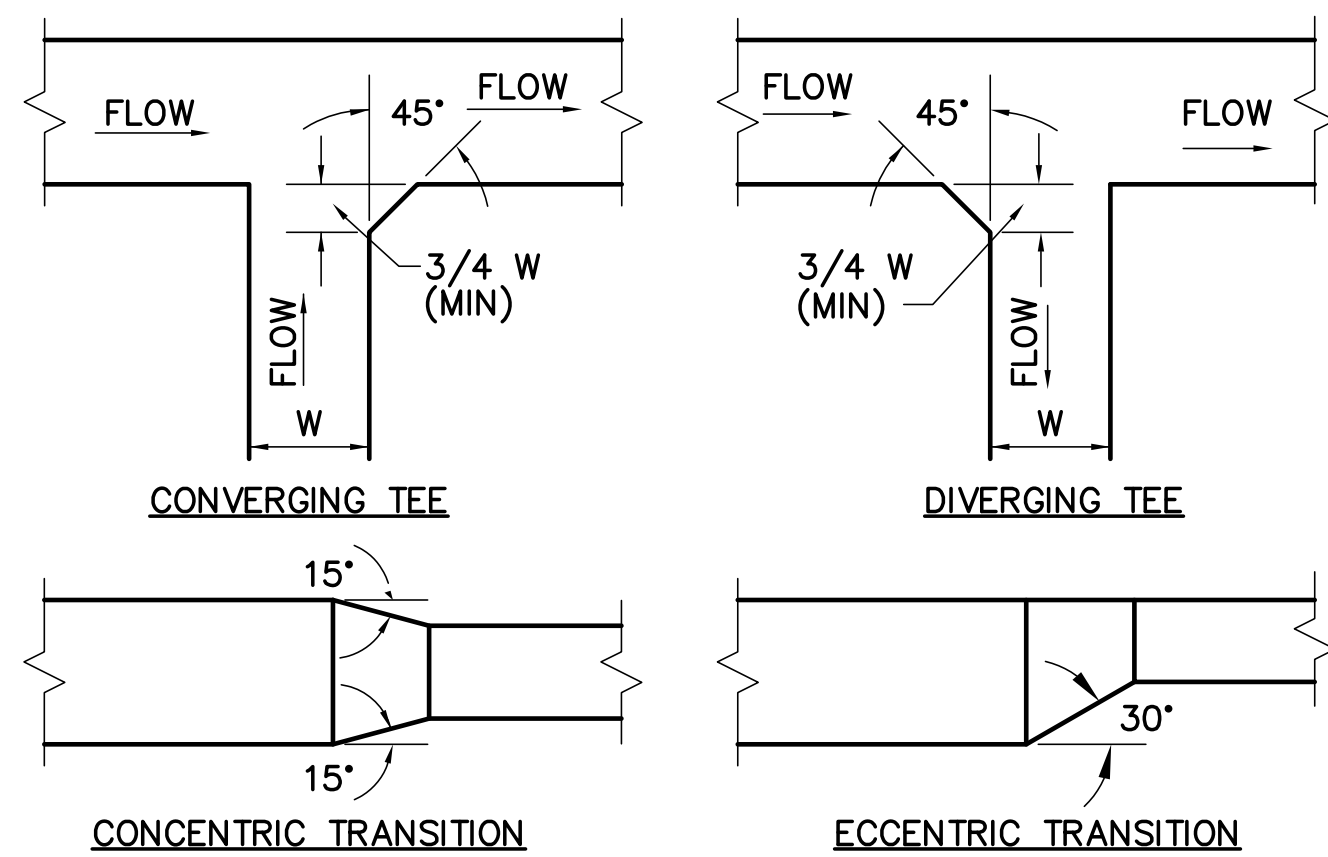 FLOW
45°
FLOW
3/4 W
(MIN)
FLOW
W
CONVERGING TEE
FLOW
45°
FLOW
3/4 W
(MIN)
FLOW
W
DIVERGING TEE
15°
15°
CONCENTRIC TRANSITION
30°
ECCENTRIC TRANSITION